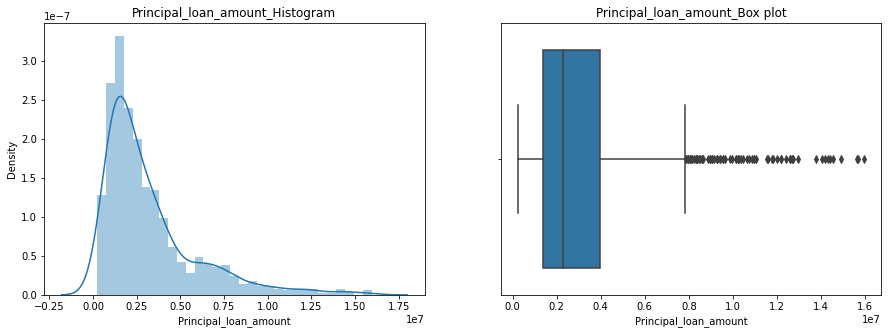 Principal_loan_amount_Histogram
1e−7
3.0
2.5
2.0
1.5
1.0
0.5
0.0
Density
−0.25 0.00 0.25 0.50 0.75 1.00 1.25 1.50 1.75
1e7
Principal_loan_amount
Principal_loan_amount_Box plot
0.0 0.2 0.4 0.6 0.8 1.0 1.2 1.4 1.6
1e7
Principal_loan_amount